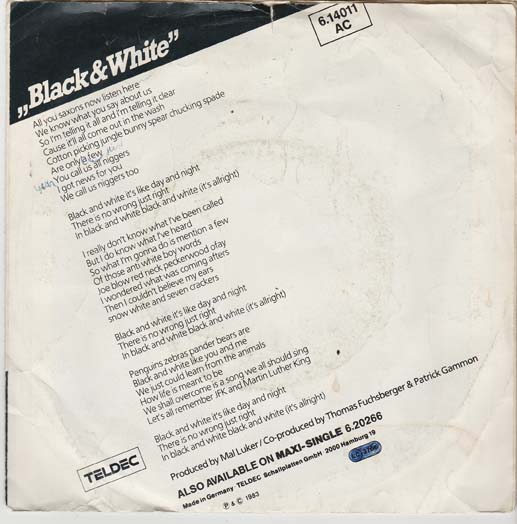 6.14011
AC
„Black & White”
All you saxons now listen here
We know what you say about us
So I'm telling it all and I'm telling it clear
Cause it'll all come out in the wash
Cotton picking jungle bunny spear chucking spade
Are only a few
You call us all niggers
I got news for you
We call us niggers too
Black and white it's like day and night
There is no wrong just right
In black and white black and white (it's allright)
I really don't know what I've been called
But I do know what I've heard
So what I'm gonna do is mention a few
Of those anti white boy words
Joe blow red neck peckerwood ofay
I wondered what was coming afters
Then I couldn't believe my ears
snow white and seven crackers
Black and white it's like day and night
There is no wrong just right
In black and white black and white (it's allright)
Penguins zebras pander bears are
Black and white like you and me
We just could learn from the animals
How life is meant to be
We shall overcome is a song we all should sing
Let's all remember JFK and Martin Luther King
Black and white it's like day and night
There is no wrong just right
In black and white black and white (it's allright)
Produced by Mal Luker / Co-produced by Thomas Fuchsberger & Patrick Gammon
ALSO AVAILABLE ON MAXI-SINGLE 6.20266
Made in Germany TELDEC Schallplatten GmbH 2000 Hamburg 19
℗ & © 1983
TELDEC